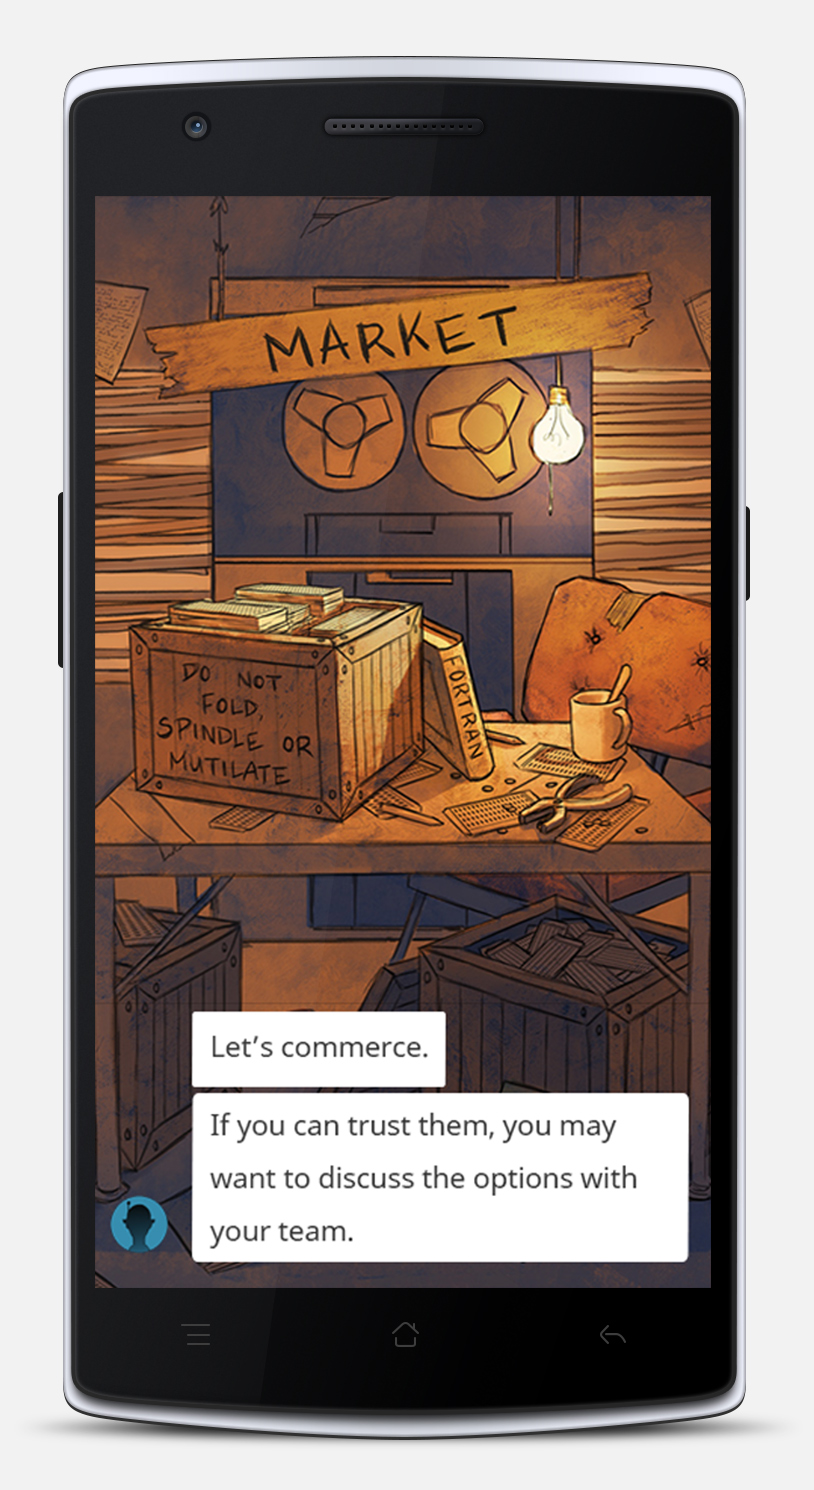 MARKET
DO NOT
FOLD,
SPINDLE OR
MUTILATE
FORTRAN
Let’s commerce.
If you can trust them, you may
want to discuss the options with
your team.